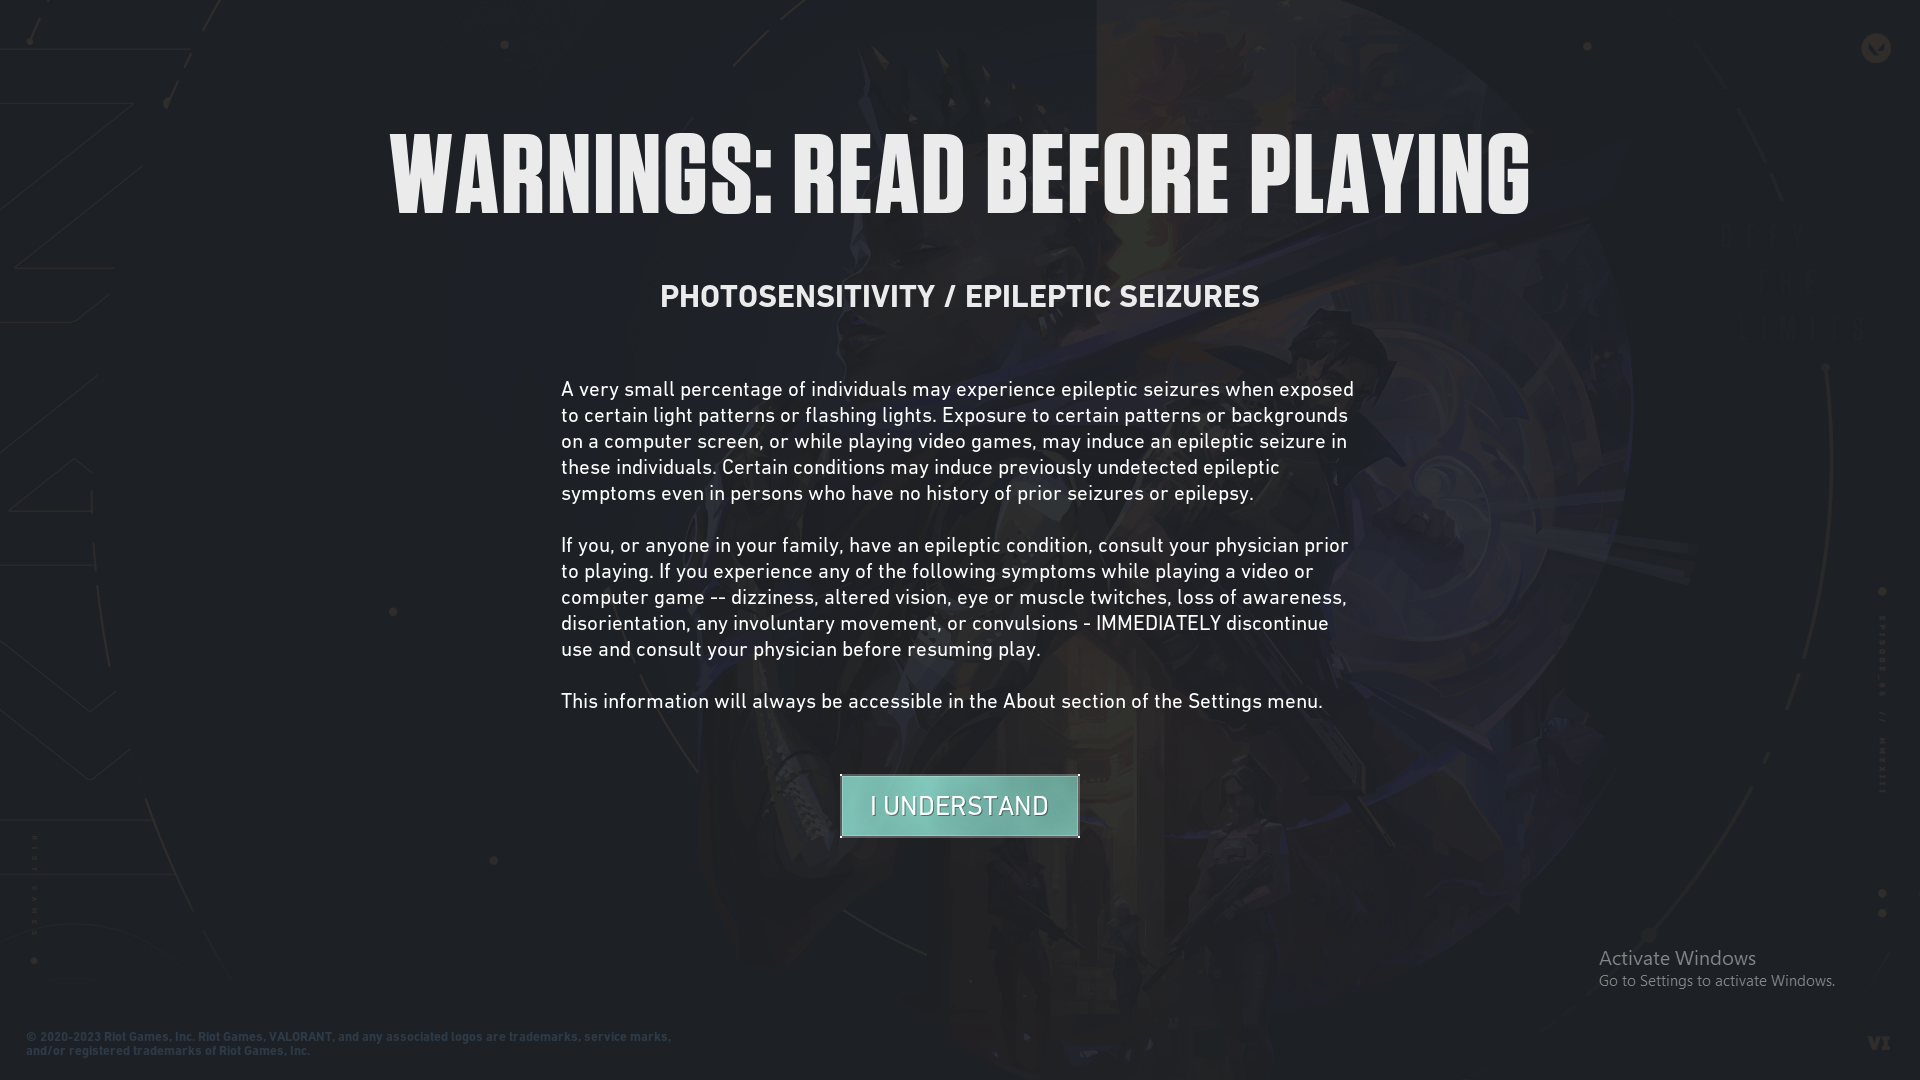 WARNINGS: READ BEFORE PLAYING
PHOTOSENSITIVITY / EPILEPTIC SEIZURES
A very small percentage of individuals may experience epileptic seizures when exposed
to certain light patterns or flashing lights. Exposure to certain patterns or backgrounds
on a computer screen, or while playing video games, may induce an epileptic seizure in
these individuals. Certain conditions may induce previously undetected epileptic
symptoms even in persons who have no history of prior seizures or epilepsy.
If you, or anyone in your family, have an epileptic condition, consult your physician prior
to playing. If you experience any of the following symptoms while playing a video or
computer game -- dizziness, altered vision, eye or muscle twitches, loss of awareness,
disorientation, any involuntary movement, or convulsions - IMMEDIATELY discontinue
use and consult your physician before resuming play.
This information will always be accessible in the About section of the Settings menu.
I UNDERSTAND
DEFY
THE
LIMITS
Activate Windows
Go to Settings to activate Windows.
© 2020-2023 Riot Games, Inc. Riot Games, VALORANT, and any associated logos are trademarks, service marks,
and/or registered trademarks of Riot Games, Inc.
VI